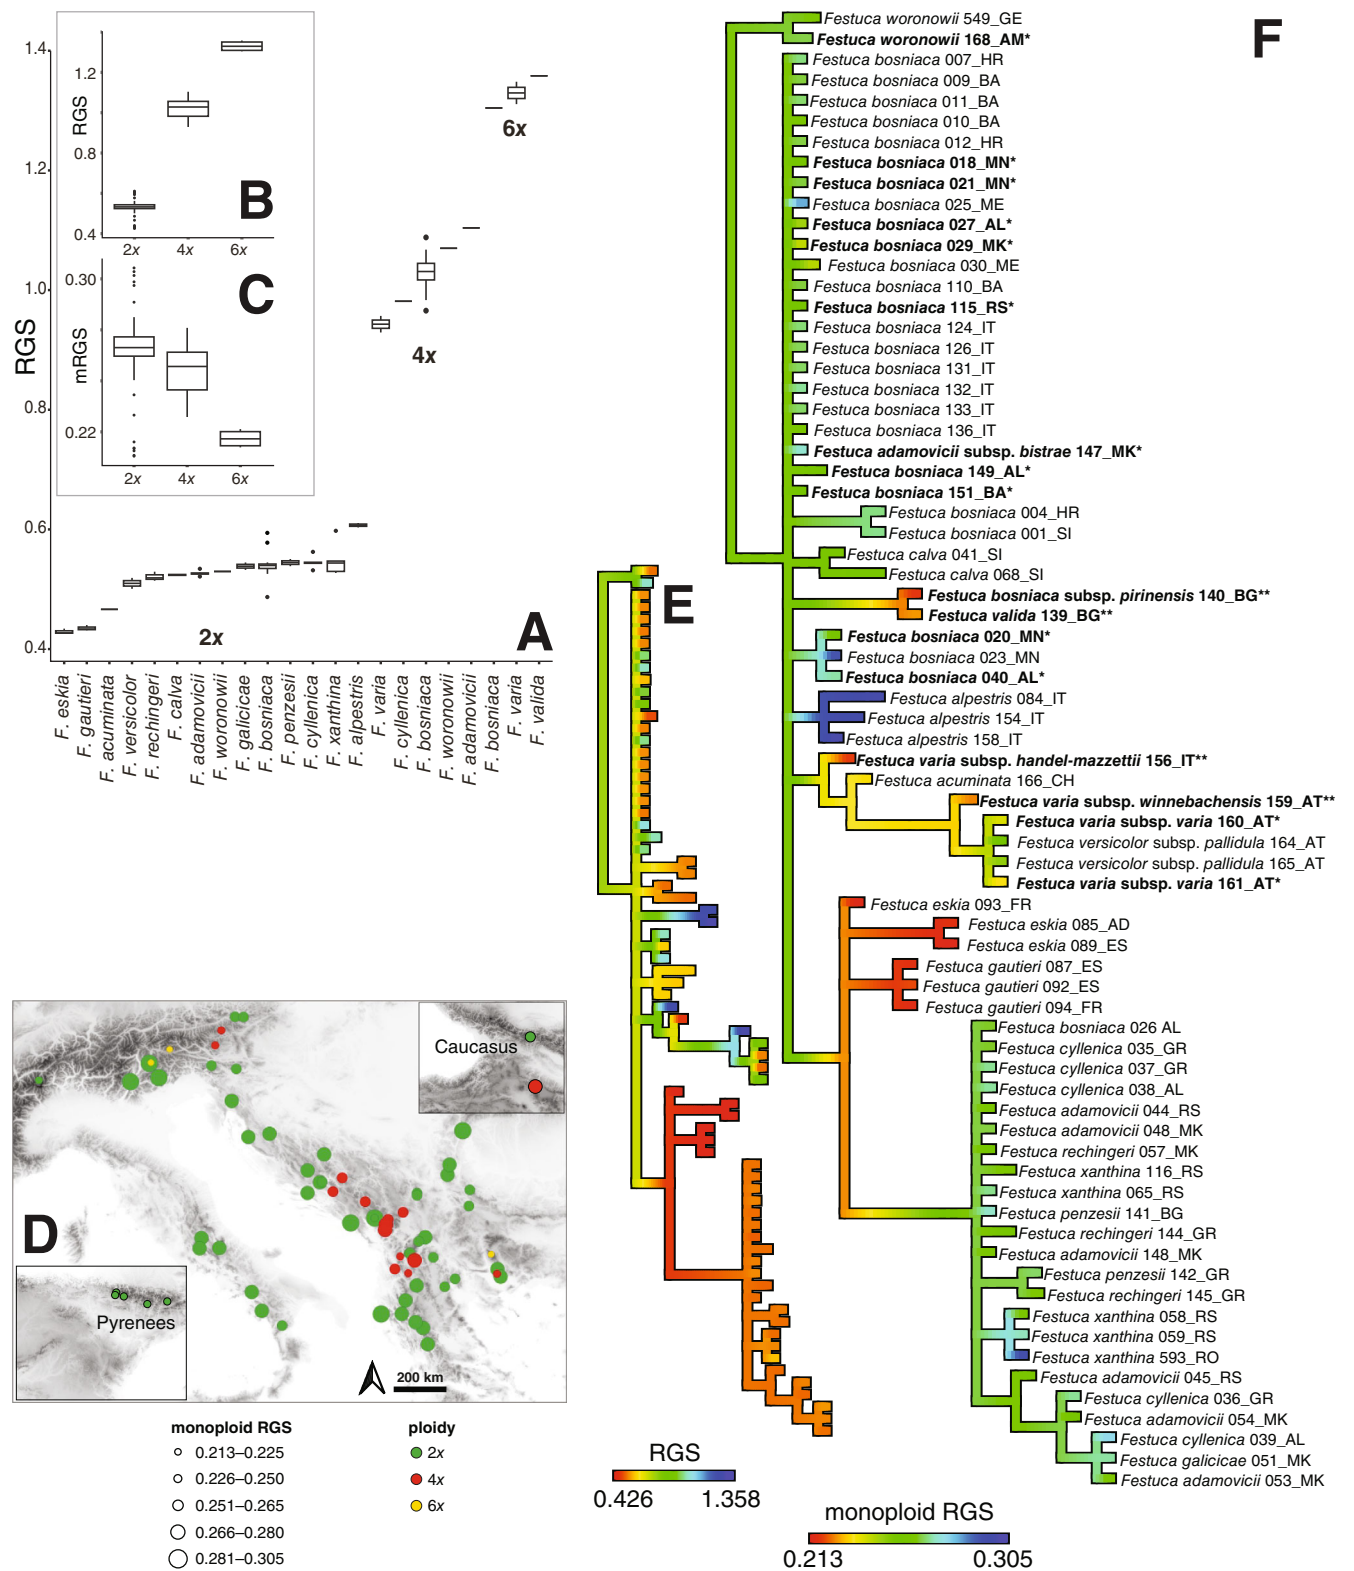 1.4
1.2
1.0
0.8
0.6
0.4
RGS
1.2
0.8
0.4
RGS
2x
4x
6x
B
0.30
0.22
mRGS
2x
4x
6x
C
6x
4x
2x
A
F. eskia
F. gautieri
F. acuminata
F. versicolor
F. rechingeri
F. calva
F. adamovicii
F. woronowii
F. galicicae
F. bosniaca
F. penzesii
F. cyllenica
F. xanthina
F. alpestris
F. varia
F. cyllenica
F. bosniaca
F. woronowii
F. adamovicii
F. bosniaca
F. varia
F. valida
D
Caucasus
Pyrenees
200 km
monoploid RGS
0.213–0.225
0.226–0.250
0.251–0.265
0.266–0.280
0.281–0.305
ploidy
2x
4x
6x
E
RGS
0.426
1.358
F
Festuca woronowii 549_GE
Festuca woronowii 168_AM*
Festuca bosniaca 007_HR
Festuca bosniaca 009_BA
Festuca bosniaca 011_BA
Festuca bosniaca 010_BA
Festuca bosniaca 012_HR
Festuca bosniaca 018_MN*
Festuca bosniaca 021_MN*
Festuca bosniaca 025_ME
Festuca bosniaca 027_AL*
Festuca bosniaca 029_MK*
Festuca bosniaca 030_ME
Festuca bosniaca 110_BA
Festuca bosniaca 115_RS*
Festuca bosniaca 124_IT
Festuca bosniaca 126_IT
Festuca bosniaca 131_IT
Festuca bosniaca 132_IT
Festuca bosniaca 133_IT
Festuca bosniaca 136_IT
Festuca adamovicii subsp. bistrae 147_MK*
Festuca bosniaca 149_AL*
Festuca bosniaca 151_BA*
Festuca bosniaca 004_HR
Festuca bosniaca 001_SI
Festuca calva 041_SI
Festuca calva 068_SI
Festuca bosniaca subsp. pirinensis 140_BG**
Festuca valida 139_BG**
Festuca bosniaca 020_MN*
Festuca bosniaca 023_MN
Festuca bosniaca 040_AL*
Festuca alpestris 084_IT
Festuca alpestris 154_IT
Festuca alpestris 158_IT
Festuca varia subsp. handel-mazzettii 156_IT**
Festuca acuminata 166_CH
Festuca varia subsp. winnebachensis 159_AT**
Festuca varia subsp. varia 160_AT*
Festuca versicolor subsp. pallidula 164_AT
Festuca versicolor subsp. pallidula 165_AT
Festuca varia subsp. varia 161_AT*
Festuca eskia 093_FR
Festuca eskia 085_AD
Festuca eskia 089_ES
Festuca gautieri 087_ES
Festuca gautieri 092_ES
Festuca gautieri 094_FR
Festuca bosniaca 026 AL
Festuca cyllenica 035_GR
Festuca cyllenica 037_GR
Festuca cyllenica 038_AL
Festuca adamovicii 044_RS
Festuca adamovicii 048_MK
Festuca rechingeri 057_MK
Festuca xanthina 116_RS
Festuca xanthina 065_RS
Festuca penzesii 141_BG
Festuca rechingeri 144_GR
Festuca adamovicii 148_MK
Festuca penzesii 142_GR
Festuca rechingeri 145_GR
Festuca xanthina 058_RS
Festuca xanthina 059_RS
Festuca xanthina 593_RO
Festuca adamovicii 045_RS
Festuca cyllenica 036_GR
Festuca adamovicii 054_MK
Festuca cyllenica 039_AL
Festuca galicicae 051_MK
Festuca adamovicii 053_MK
monoploid RGS
0.213
0.305